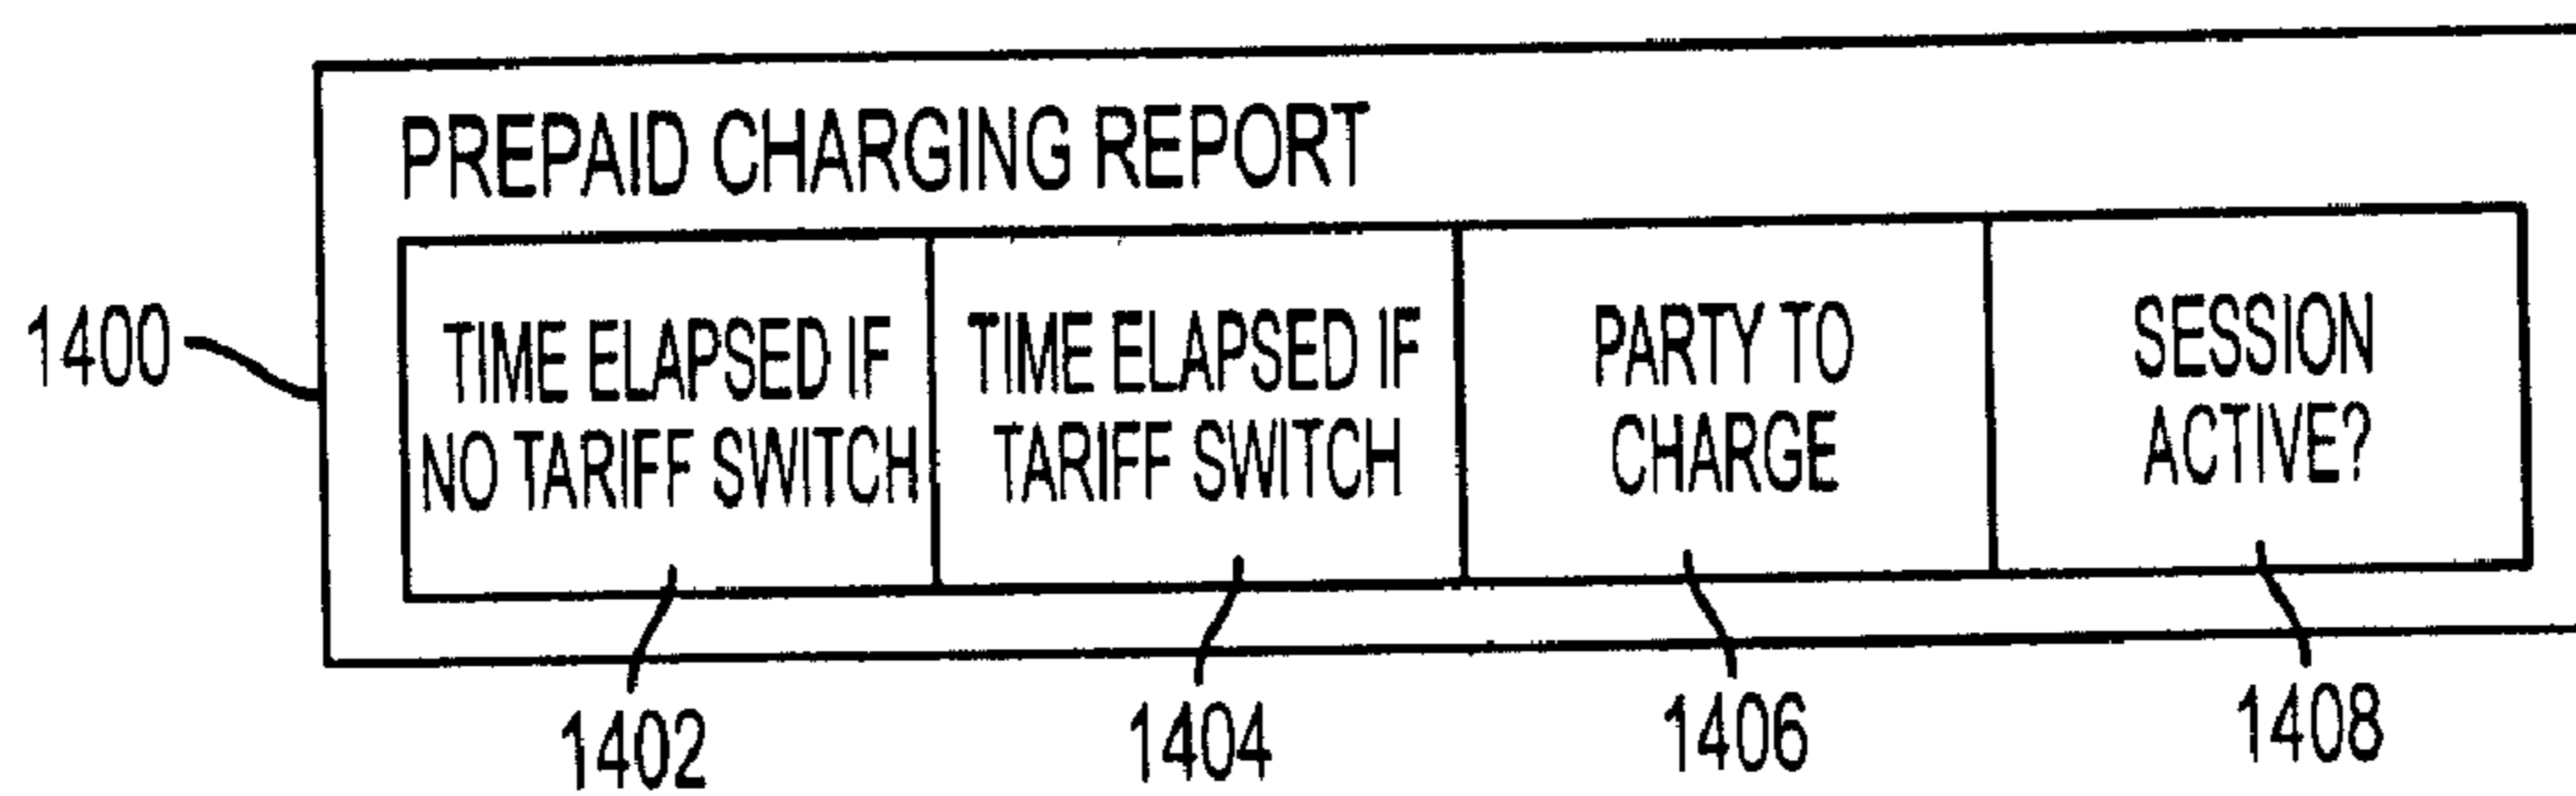 PREPAID CHARGING REPORT
TIME ELAPSED IF
NO TARIFF SWITCH
TIME ELAPSED IF
TARIFF SWITCH
PARTY TO
CHARGE
SESSION
ACTIVE?
1400
1402
1404
1406
1408